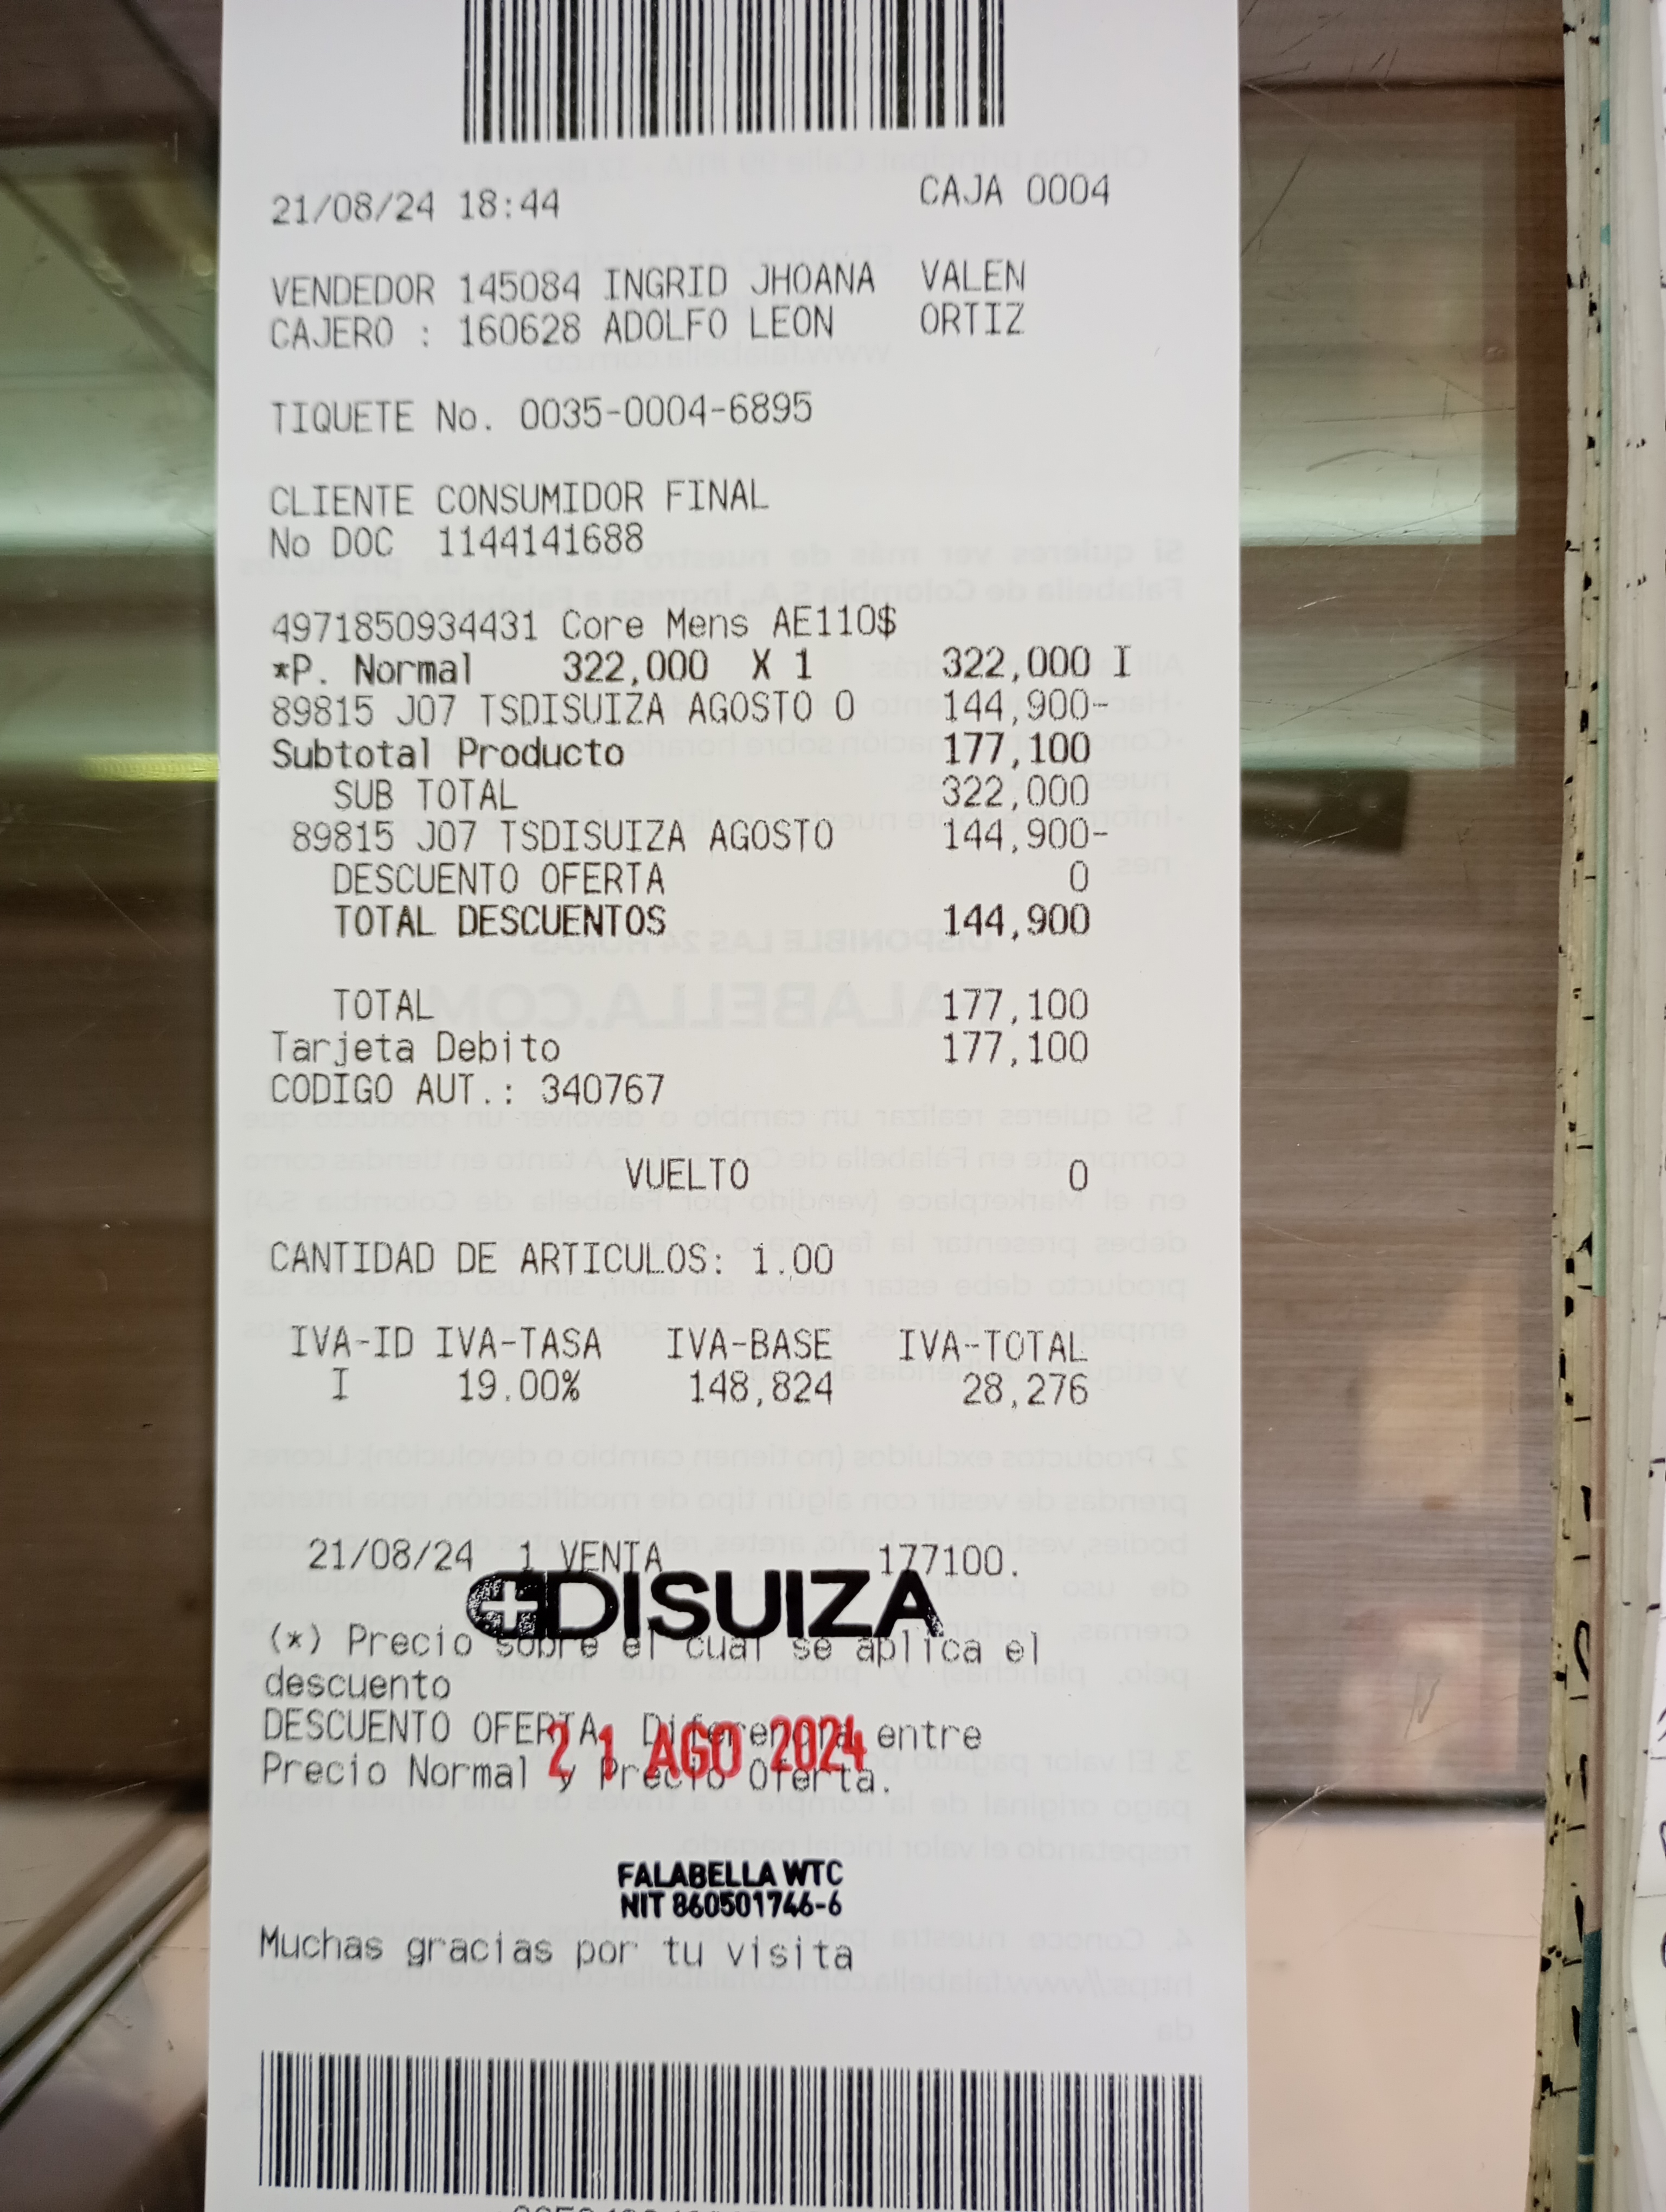 21/08/24 18:44 CAJA 0004
VENDEDOR 145084 INGRID JHOANA VALEN
CAJERO : 160628 ADOLFO LEON ORTIZ
TIQUETE No. 0035-0004-6895
CLIENTE CONSUMIDOR FINAL
No DOC 1144141688
4971850934431 Core Mens AE110$
*P. Normal 322,000 X 1 322,000 I
89815 J07 TSDISUIZA AGOSTO 0 144,900-
Subtotal Producto 177,100
SUB TOTAL 322,000
89815 J07 TSDISUIZA AGOSTO 144,900-
DESCUENTO OFERTA 0
TOTAL DESCUENTOS 144,900
TOTAL 177,100
Tarjeta Debito 177,100
CODIGO AUT.: 340767
VUELTO 0
CANTIDAD DE ARTICULOS: 1.00
IVA-ID IVA-TASA IVA-BASE IVA-TOTAL
I 19.00% 148,824 28,276
21/08/24 1 VENTA 177100.
DISUIZA
(*) Precio sobre el cual se aplica el
descuento
DESCUENTO OFERTA: Diferencia entre
21 AGO 2024
Precio Normal y Precio Oferta.
FALABELLA WTC
NIT 860501746-6
Muchas gracias por tu visita